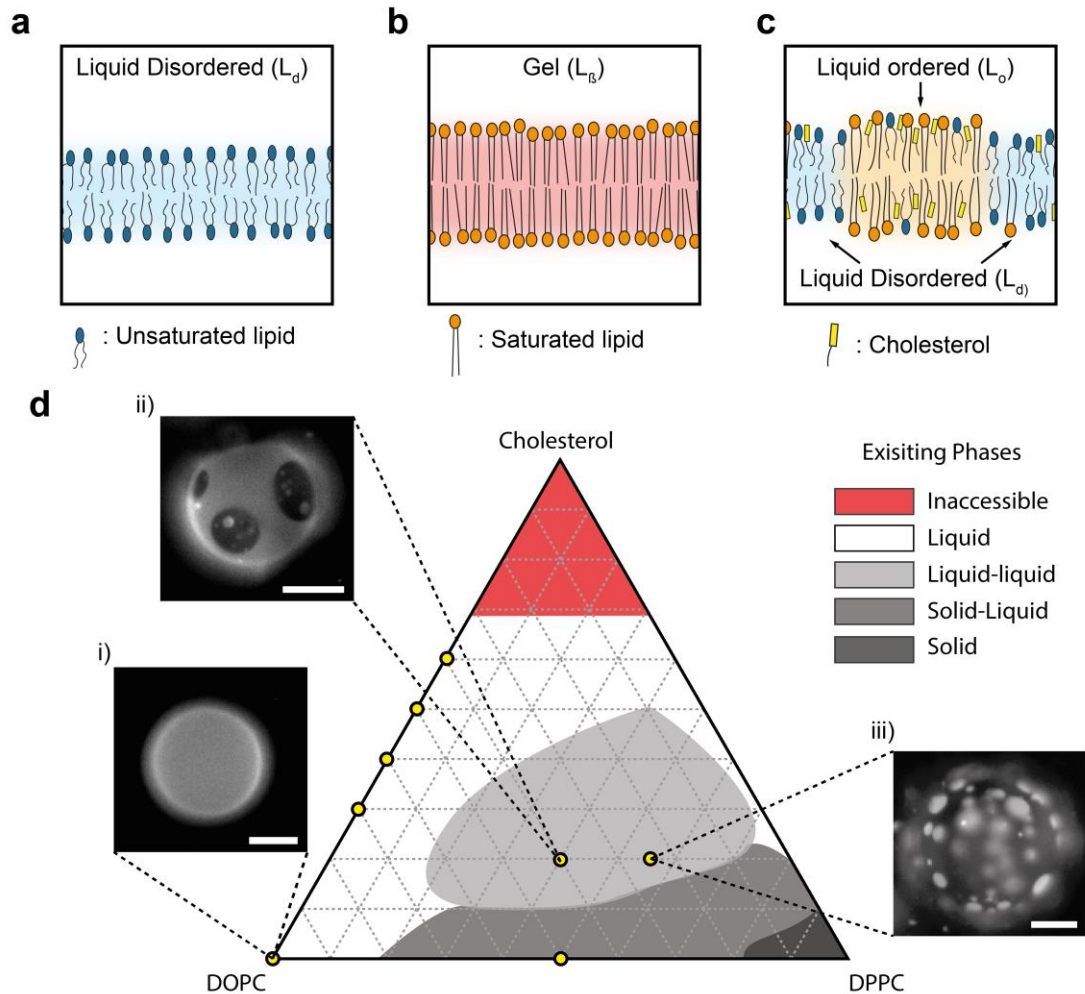 a
Liquid Disordered (Ld)
: Unsaturated lipid
b
Gel (Lß)
: Saturated lipid
c
Liquid ordered (Lo)
Liquid Disordered (Ld)
: Cholesterol
d
ii)
i)
iii)
Cholesterol
DOPC
DPPC
Exisiting Phases
Inaccessible
Liquid
Liquid-liquid
Solid-Liquid
Solid